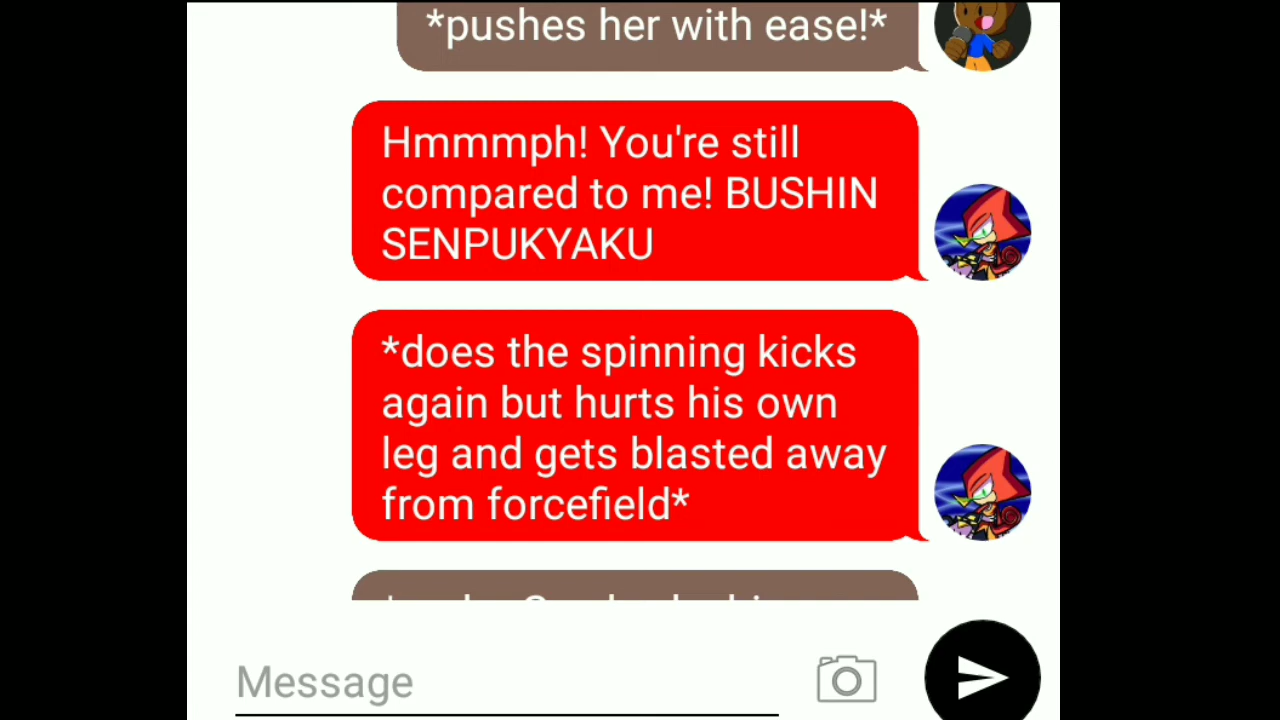 *pushes her with ease!*
Hmmmph! You're still
compared to me! BUSHIN
SENPUKYAKU
*does the spinning kicks
again but hurts his own
leg and gets blasted away
from forcefield*
Message